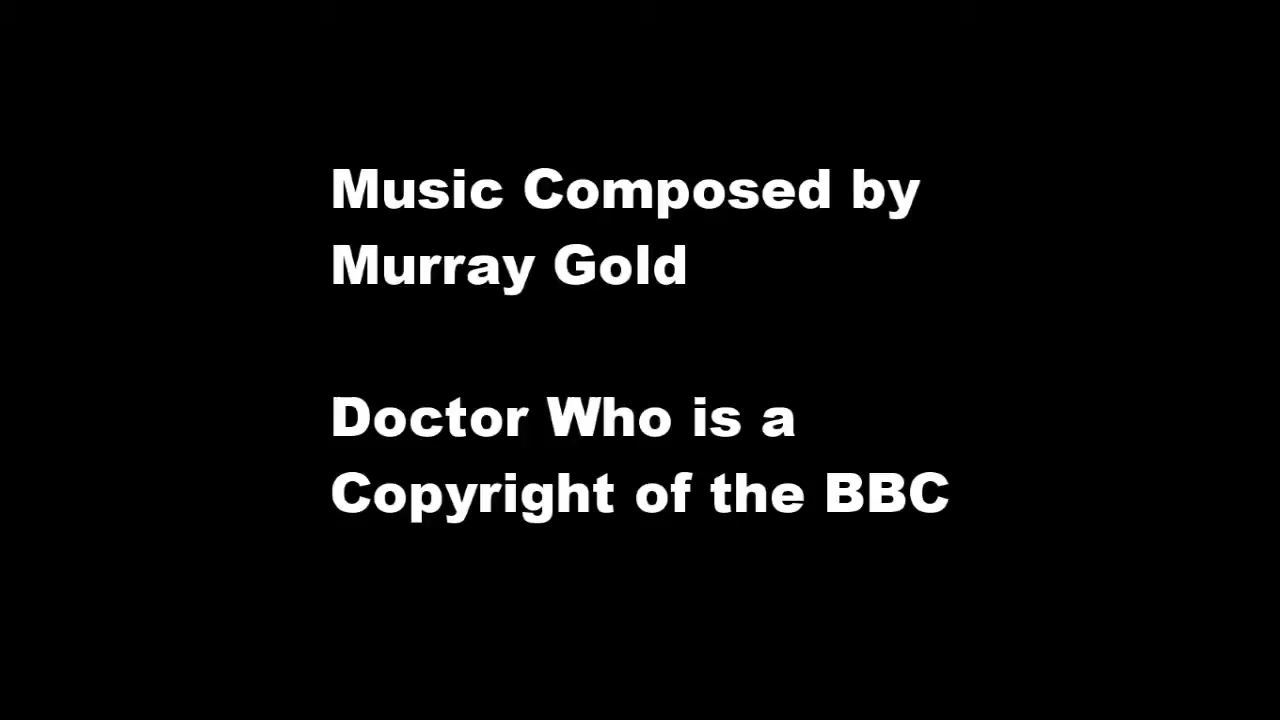 Music Composed by
Murray Gold
Doctor Who is a
Copyright of the BBC